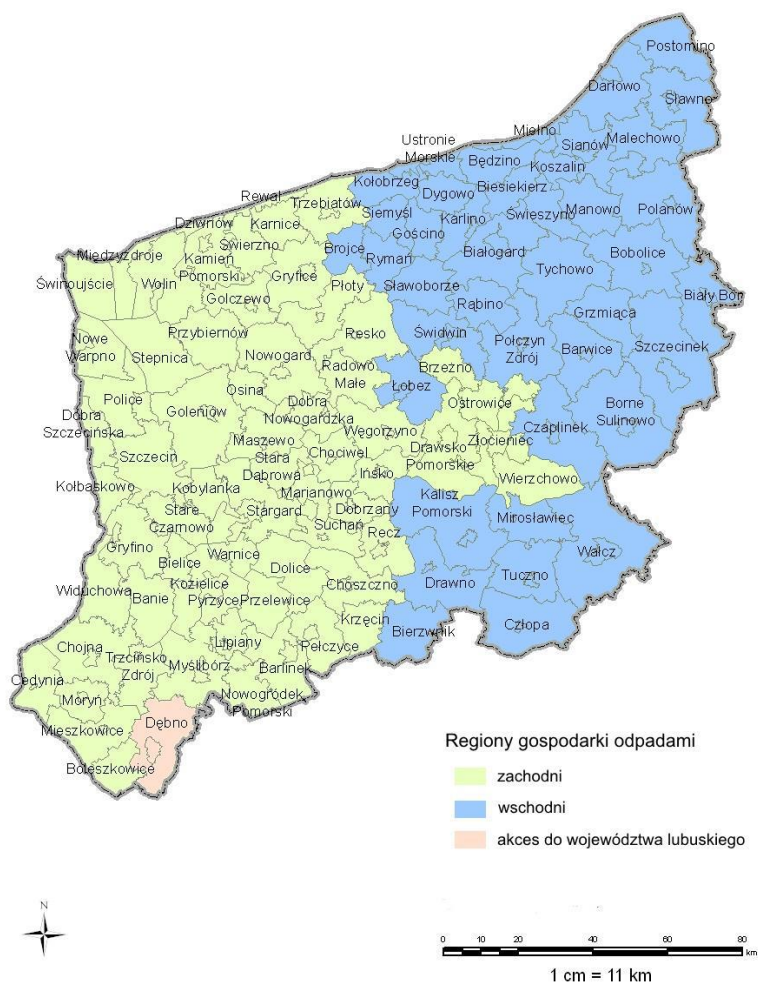 Postomino
Darłowo
Sławno
Mielno
Ustronie
Morskie
Sianów
Malechowo
Będzino
Koszalin
Kołobrzeg
Dygowo
Biesiekierz
Rewal
Trzebiatów
Siemyśl
Karlino
Świeszyno
Manowo
Polanów
Dziwnów
Karnice
Gościno
Świerzno
Brojce
Rymań
Białogard
Bobolice
Międzyzdroje
Kamień
Pomorski
Gryfice
Tychowo
Świnoujście
Wolin
Płoty
Sławoborze
Biały Bór
Golczewo
Rąbino
Grzmiąca
Przybiernów
Resko
Świdwin
Nowe
Warpno
Stepnica
Nowogard
Połczyn
Zdrój
Barwice
Szczecinek
Radowo
Małe
Brzeżno
Łobez
Police
Osina
Dobra
Nowogardzka
Ostrowice
Borne
Sulinowo
Goleniów
Dobra
Szczecińska
Węgorzyno
Złocieniec
Czaplinek
Maszewo
Szczecin
Stara
Dąbrowa
Chociwel
Drawsko
Pomorskie
Ińsko
Wierzchowo
Kołbaskowo
Kobylanka
Marianowo
Kalisz
Pomorski
Stare
Czarnowo
Stargard
Dobrzany
Suchań
Recz
Mirosławiec
Gryfino
Warnice
Wałcz
Bielice
Dolice
Tuczno
Widuchowa
Kozielice
Choszczno
Drawno
Banie
Pyrzyce
Przelewice
Krzęcin
Człopa
Bierzwnik
Chojna
Lipiany
Pełczyce
Trzcińsko
Zdrój
Myślibórz
Barlinek
Cedynia
Moryń
Nowogródek
Pomorski
Mieszkowice
Dębno
Boleszkowice
Regiony gospodarki odpadami
zachodni
wschodni
akces do województwa lubuskiego
N
0 10 20 40 60 80
km
1 cm = 11 km